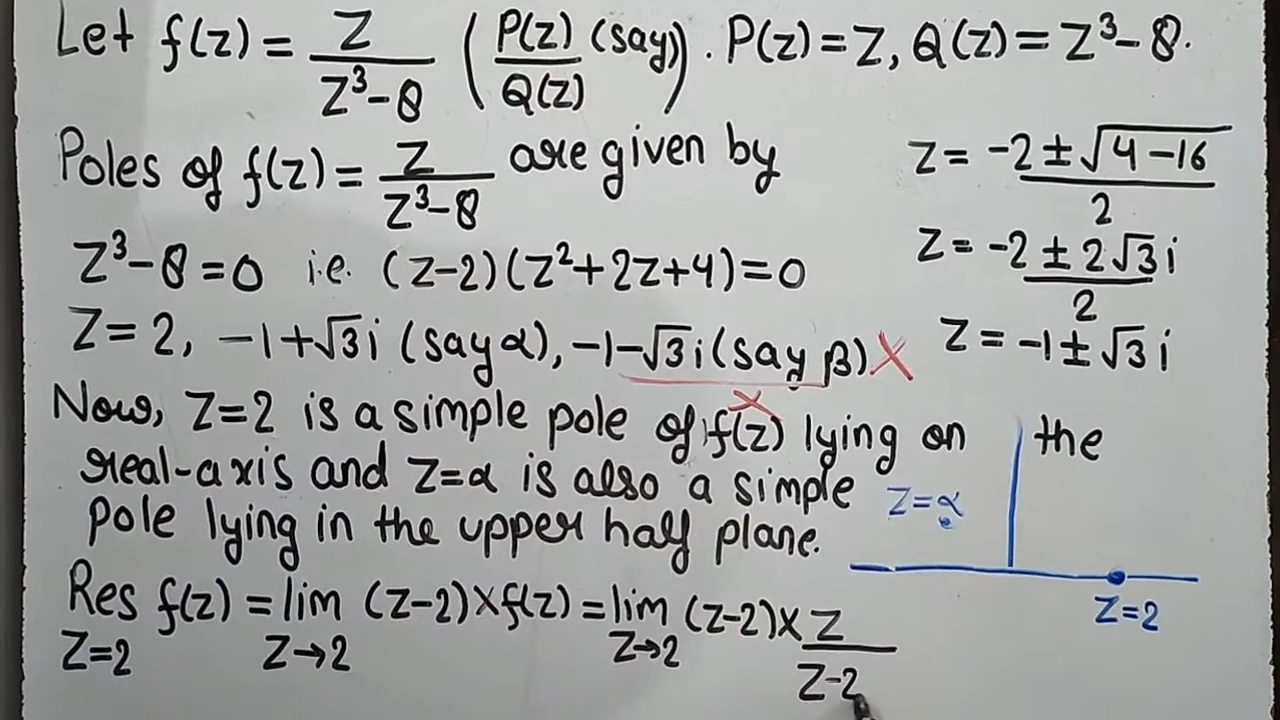 Let f(z) = z/(z³-8) (P(z)/Q(z) (say)). P(z)=z, Q(z)=z³-8.
Poles of f(z) = z/(z³-8) are given by
z³-8=0 i.e. (z-2)(z²+2z+4)=0
z=2, -1+√3i (say α), -1-√3i (say β) ×
z = (-2±√(4-16))/2
z = (-2±2√3i)/2
z = -1±√3i
Now, z=2 is a simple pole of f(z) lying on the
real-axis and z=α is also a simple
pole lying in the upper half plane.
z=α
z=2
Res f(z) = lim (z-2)×f(z) = lim (z-2)× z/(z-2
z=2 z→2 z→2